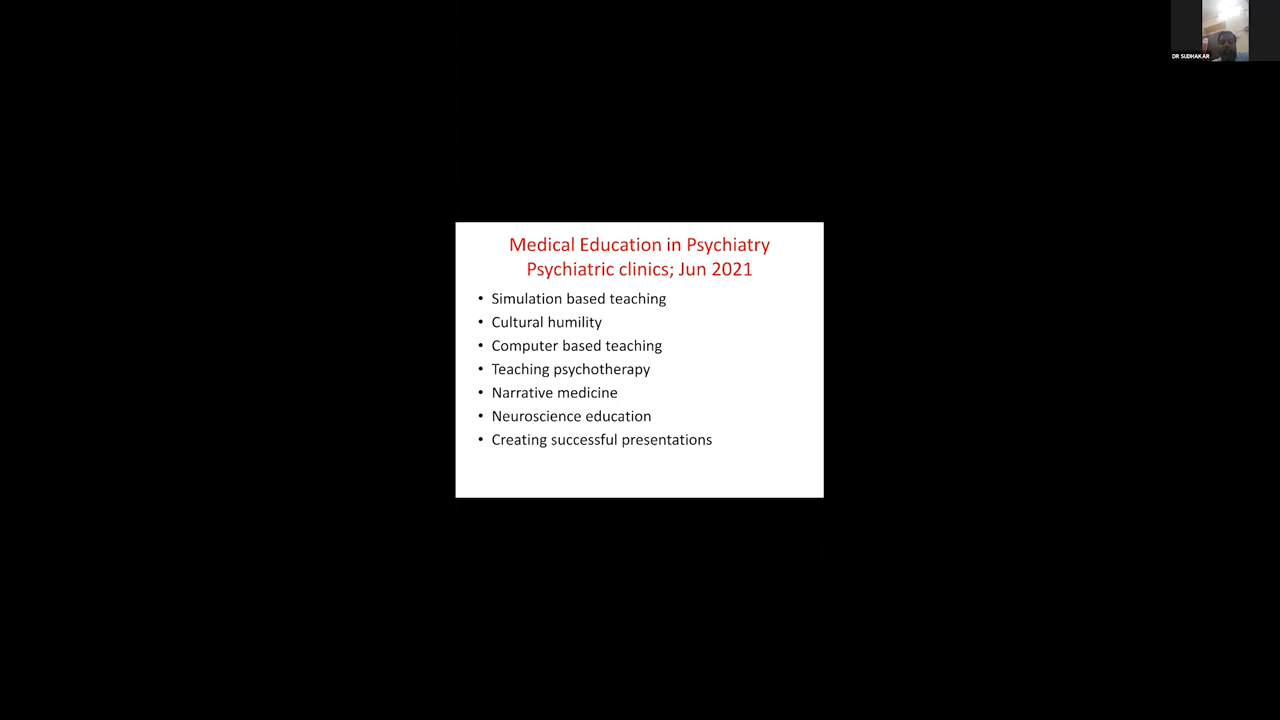 DR SUDHAKAR
Medical Education in Psychiatry
Psychiatric clinics; Jun 2021
• Simulation based teaching
• Cultural humility
• Computer based teaching
• Teaching psychotherapy
• Narrative medicine
• Neuroscience education
• Creating successful presentations